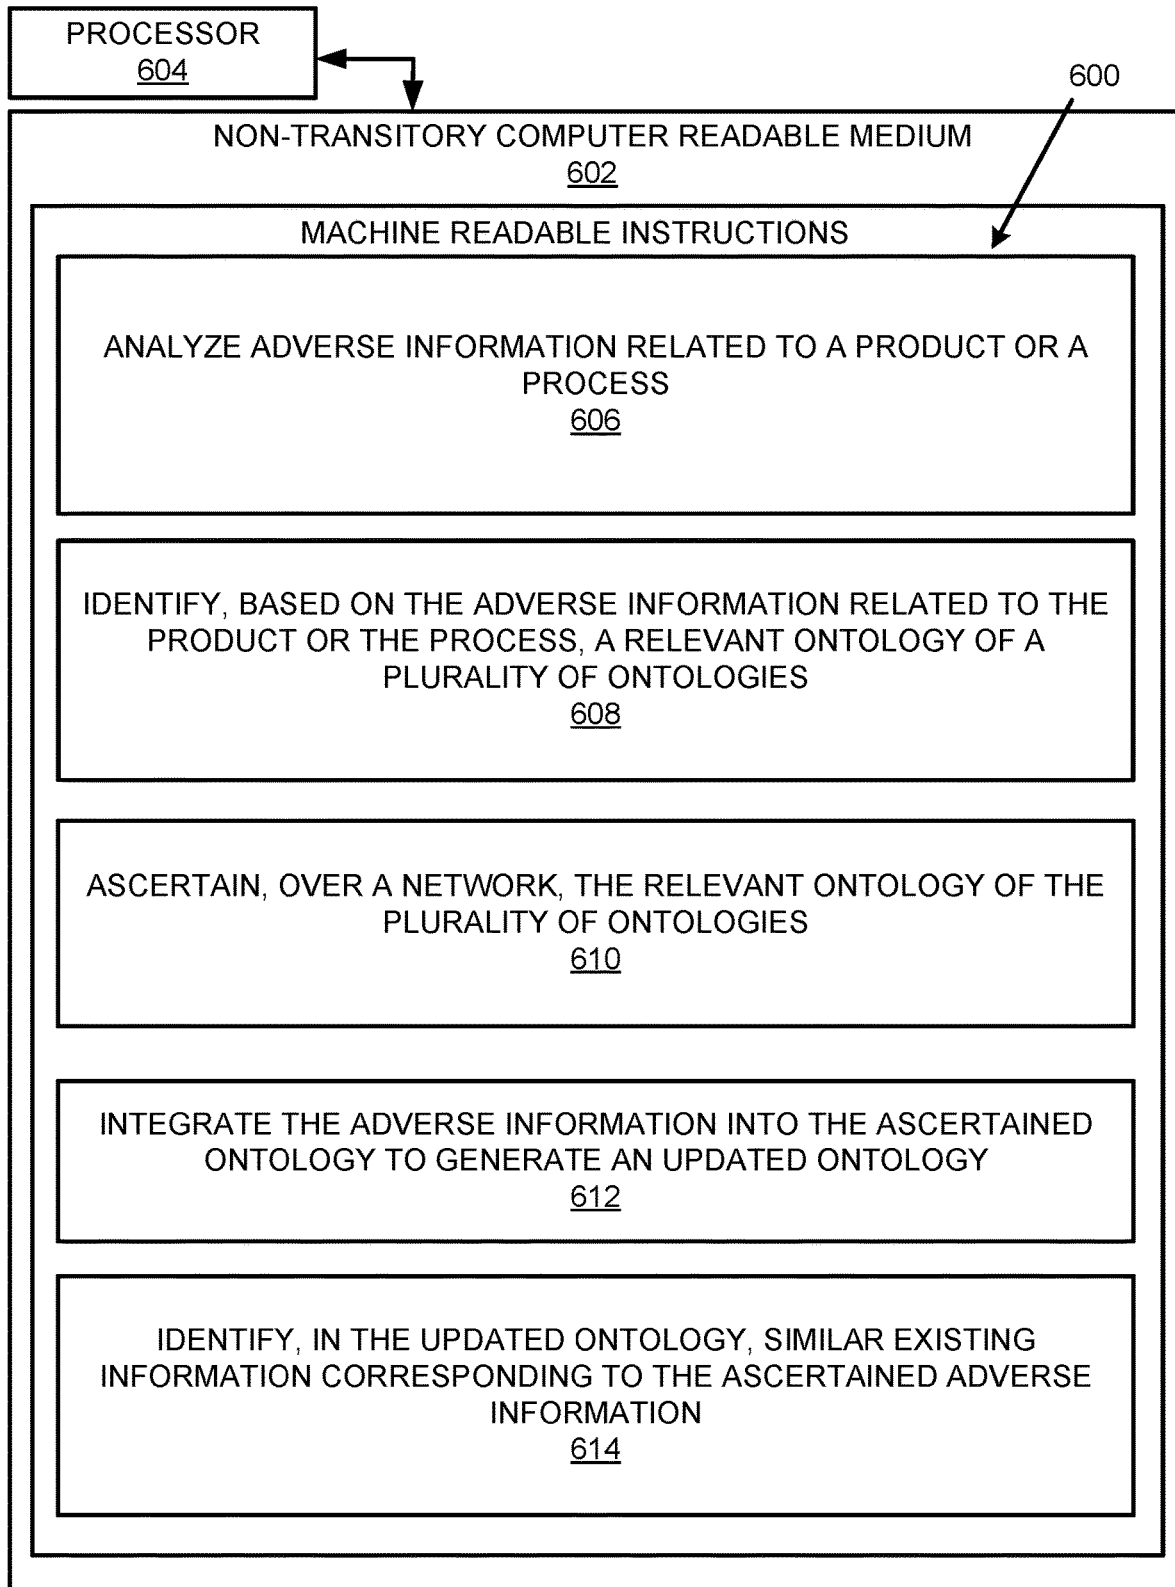 PROCESSOR
604
600
NON-TRANSITORY COMPUTER READABLE MEDIUM
602
MACHINE READABLE INSTRUCTIONS
ANALYZE ADVERSE INFORMATION RELATED TO A PRODUCT OR A
PROCESS
606
IDENTIFY, BASED ON THE ADVERSE INFORMATION RELATED TO THE
PRODUCT OR THE PROCESS, A RELEVANT ONTOLOGY OF A
PLURALITY OF ONTOLOGIES
608
ASCERTAIN, OVER A NETWORK, THE RELEVANT ONTOLOGY OF THE
PLURALITY OF ONTOLOGIES
610
INTEGRATE THE ADVERSE INFORMATION INTO THE ASCERTAINED
ONTOLOGY TO GENERATE AN UPDATED ONTOLOGY
612
IDENTIFY, IN THE UPDATED ONTOLOGY, SIMILAR EXISTING
INFORMATION CORRESPONDING TO THE ASCERTAINED ADVERSE
INFORMATION
614